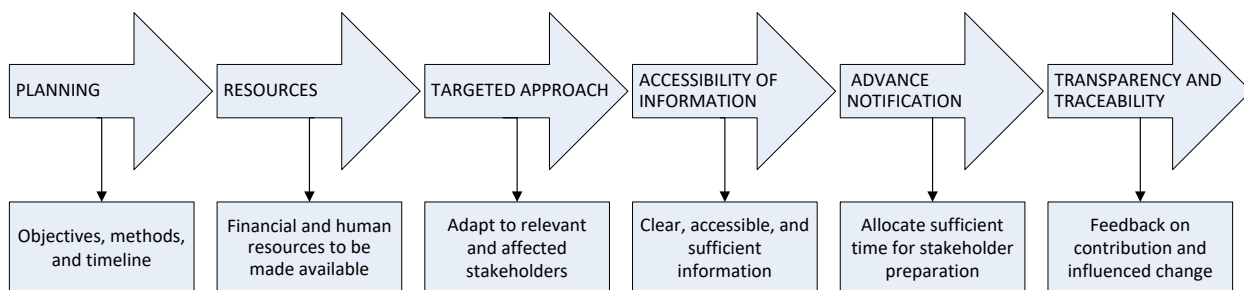 PLANNING
RESOURCES
TARGETED APPROACH
ACCESSIBILITY OF
INFORMATION
ADVANCE
NOTIFICATION
TRANSPARENCY AND
TRACEABILITY
Objectives, methods,
and timeline
Financial and human
resources to be
made available
Adapt to relevant
and affected
stakeholders
Clear, accessible, and
sufficient
information
Allocate sufficient
time for stakeholder
preparation
Feedback on
contribution and
influenced change